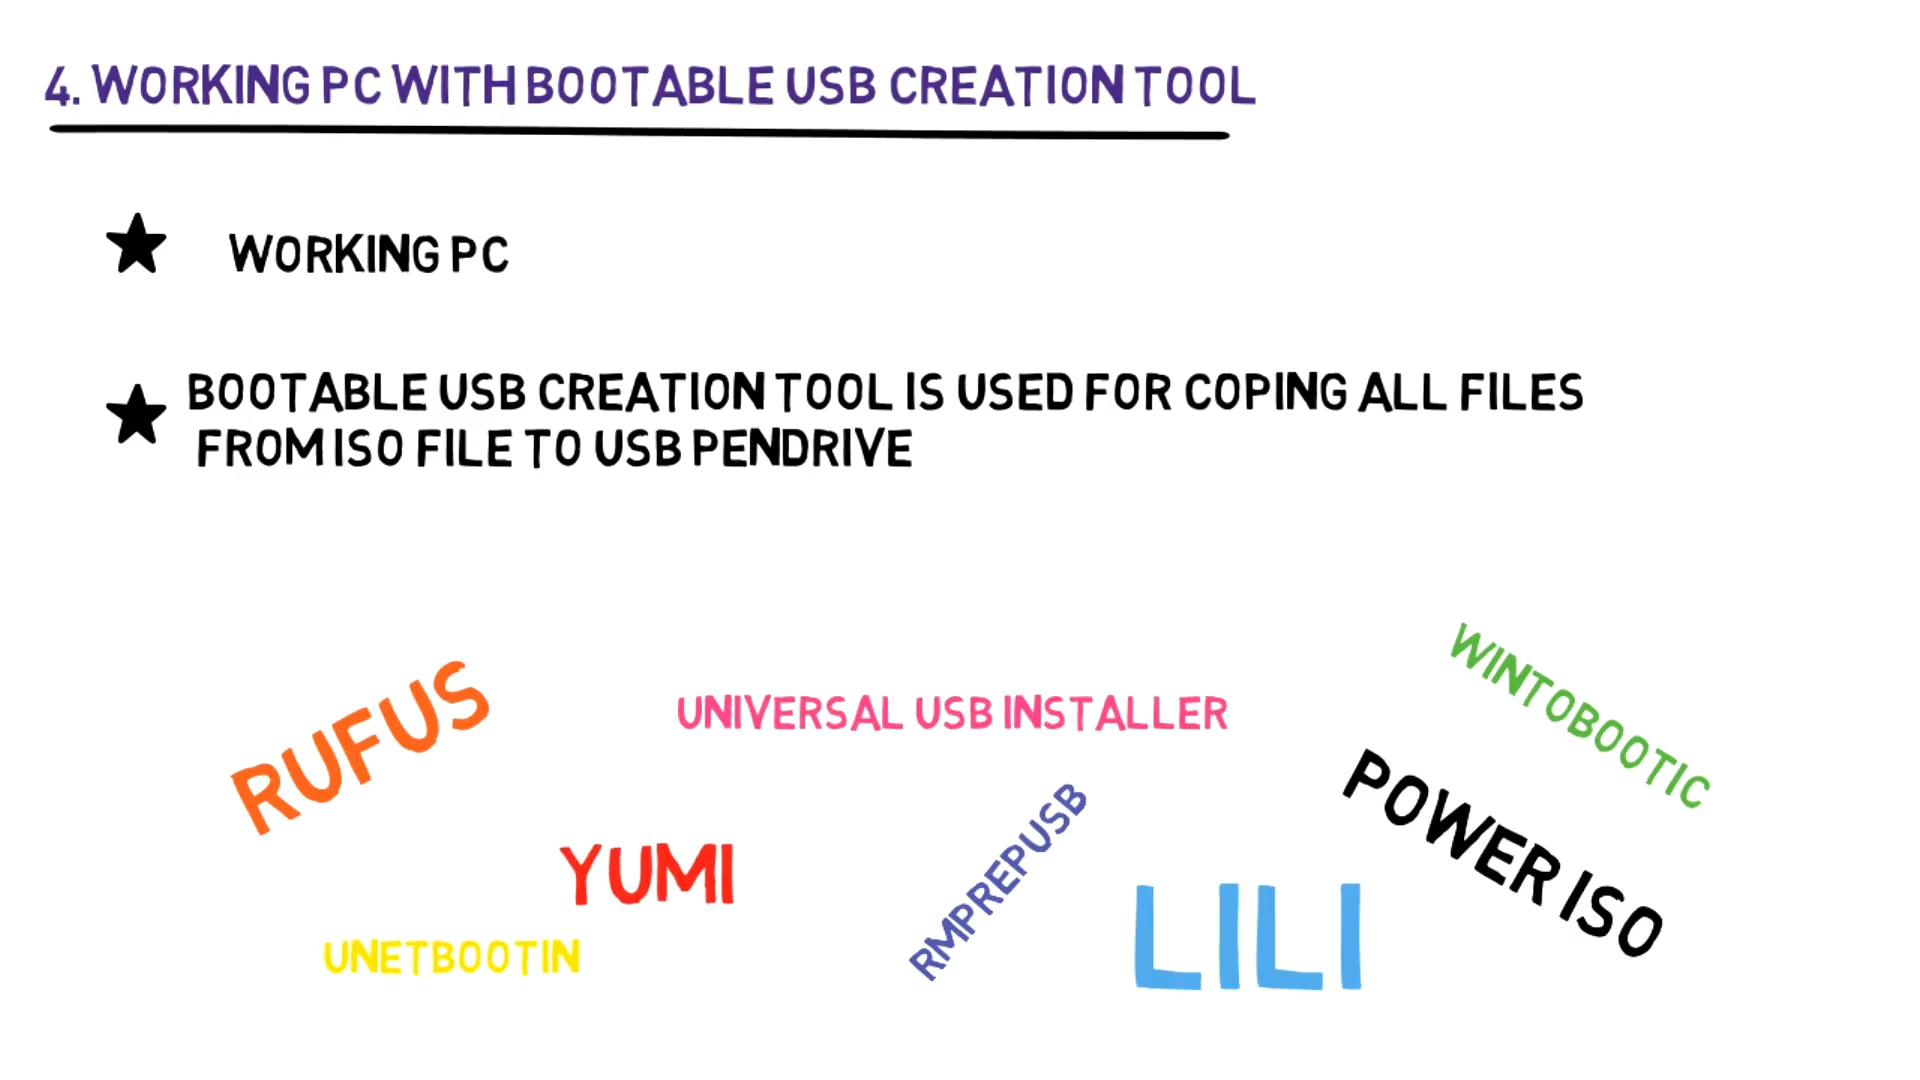 4. WORKING PC WITH BOOTABLE USB CREATION TOOL
WORKING PC
BOOTABLE USB CREATION TOOL IS USED FOR COPING ALL FILES
FROM ISO FILE TO USB PENDRIVE
RUFUS
UNIVERSAL USB INSTALLER
WINTOBOOTIC
YUMI
RMPREPUSB
POWER ISO
UNETBOOTIN
LILI